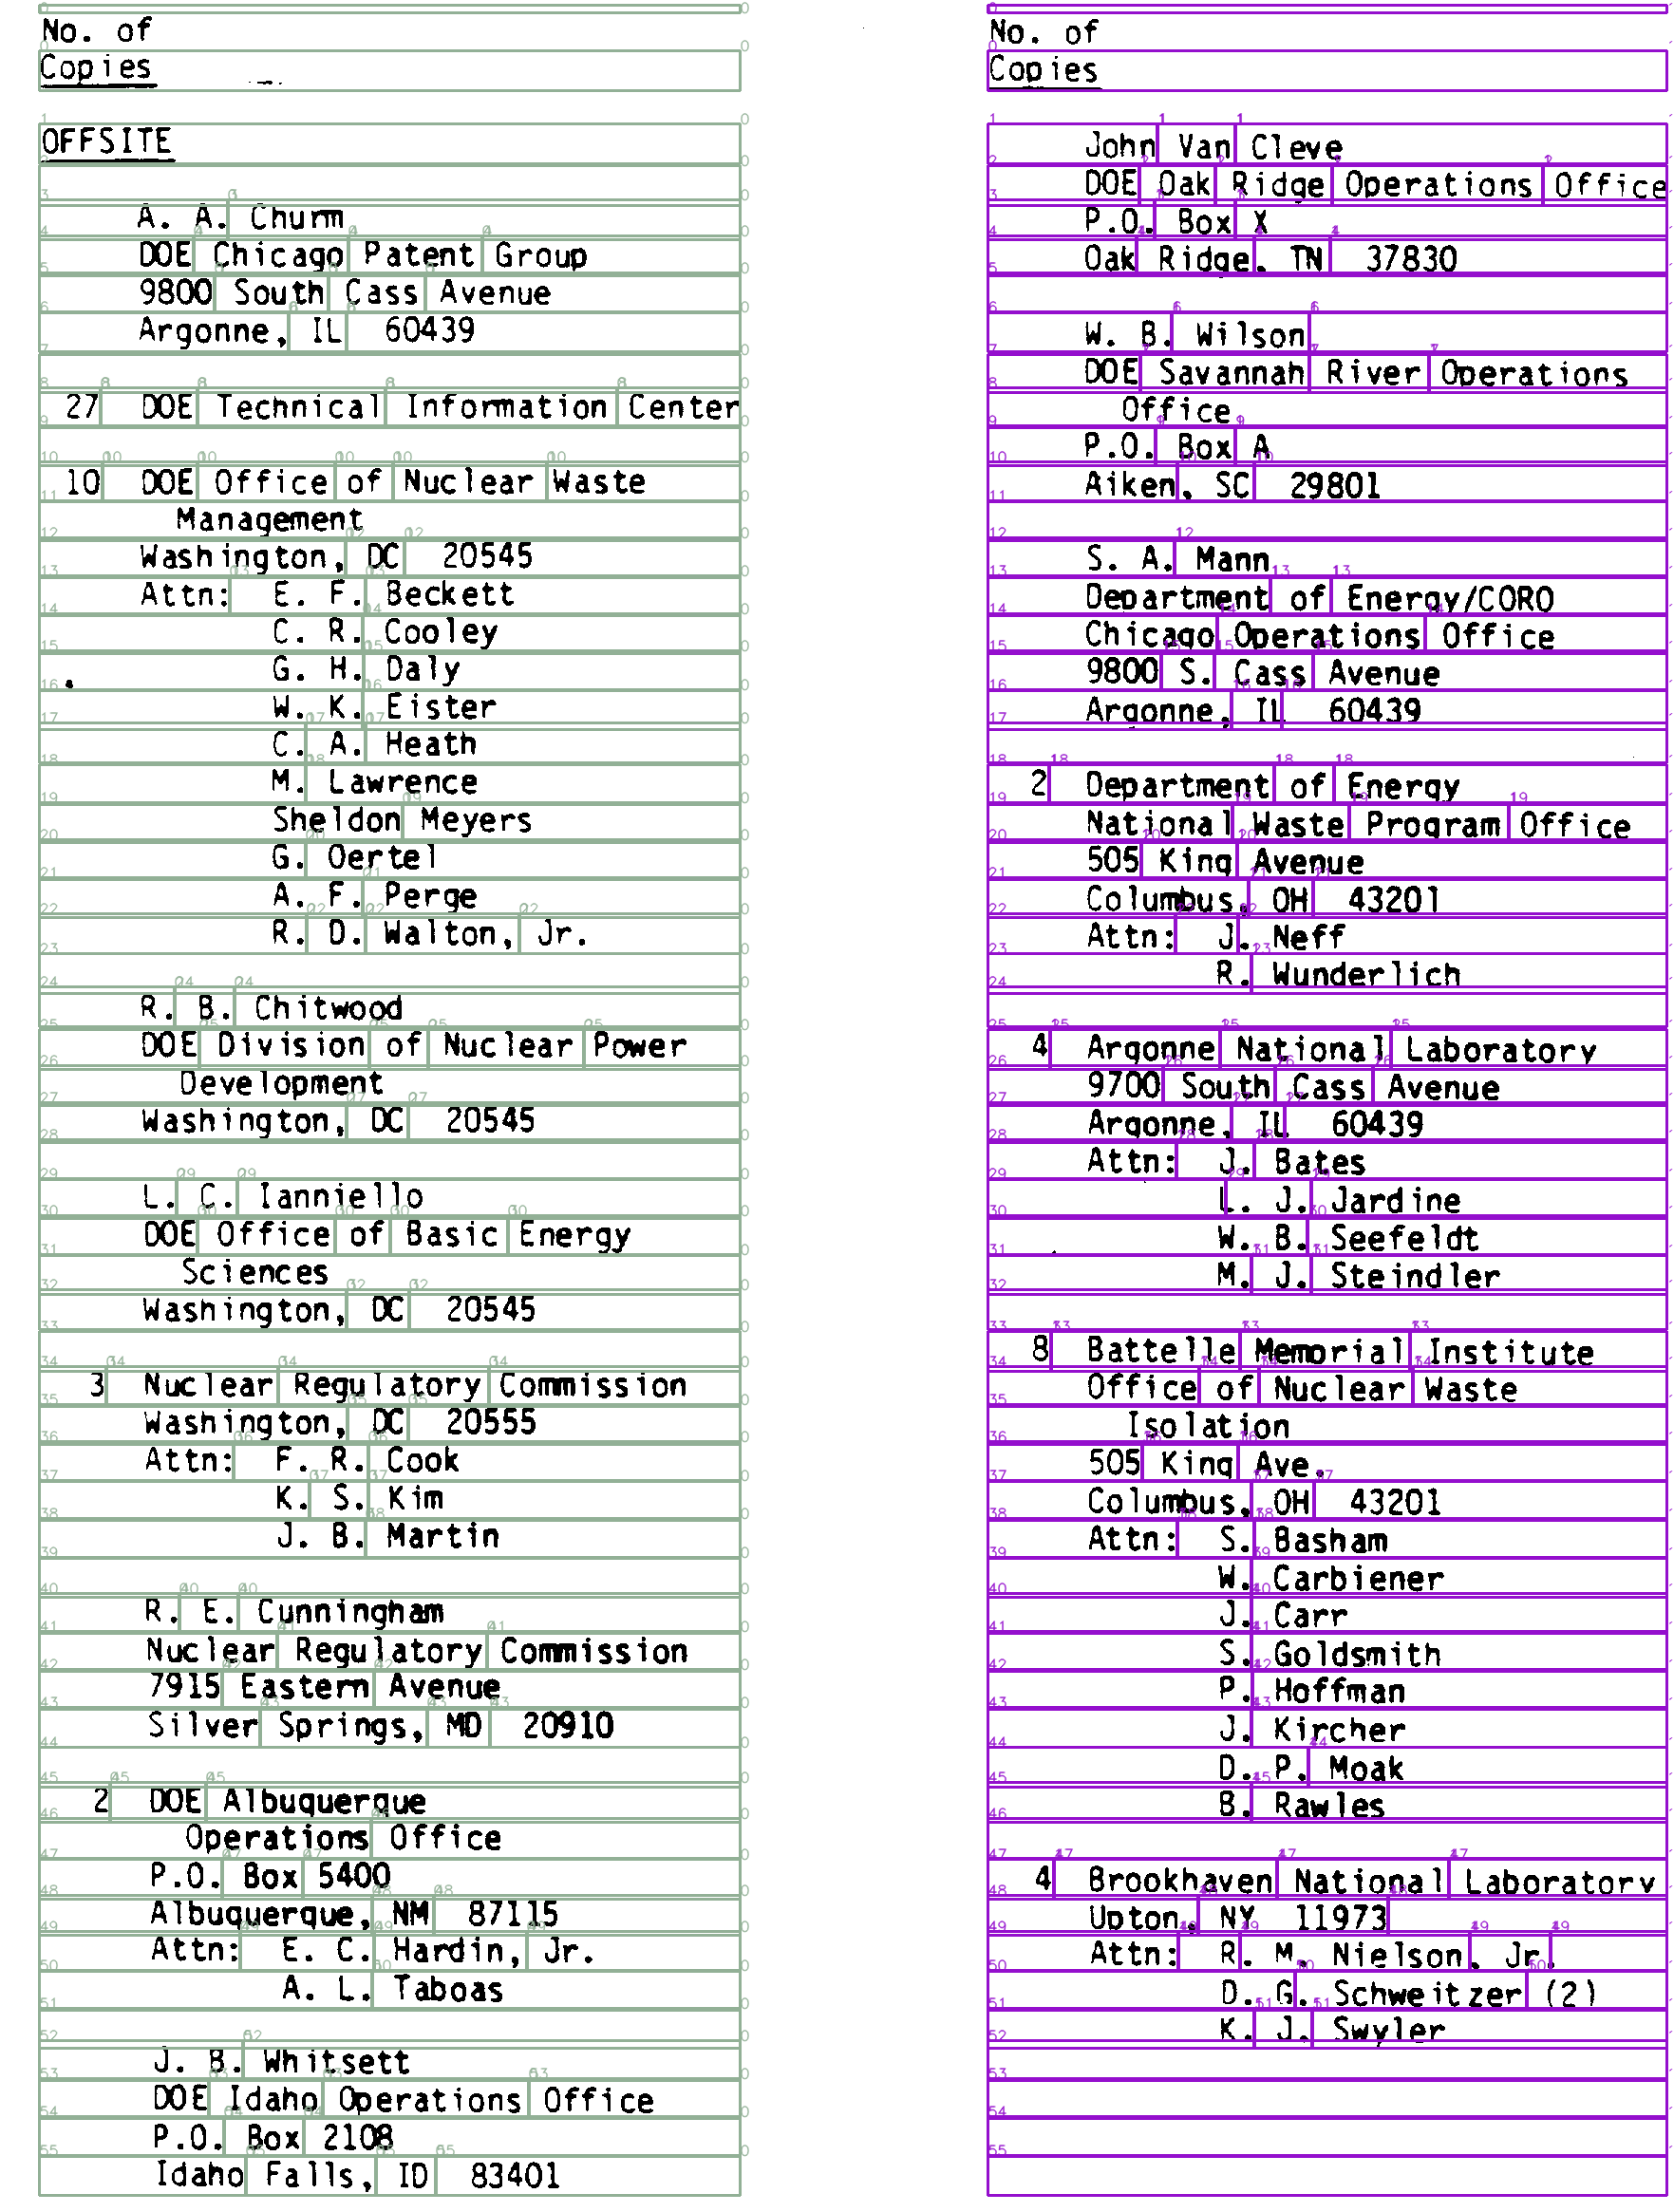 No. of
Copies
OFFSITE
A. A. Churm
DOE Chicago Patent Group
9800 South Cass Avenue
Argonne, IL 60439
27 DOE Technical Information Center
10 DOE Office of Nuclear Waste
Management
Washington, DC 20545
Attn: E. F. Beckett
C. R. Cooley
G. H. Daly
W. K. Eister
C. A. Heath
M. Lawrence
Sheldon Meyers
G. Oertel
A. F. Perge
R. D. Walton, Jr.
R. B. Chitwood
DOE Division of Nuclear Power
Development
Washington, DC 20545
L. C. Ianniello
DOE Office of Basic Energy
Sciences
Washington, DC 20545
3 Nuclear Regulatory Commission
Washington, DC 20555
Attn: F. R. Cook
K. S. Kim
J. B. Martin
R. E. Cunningham
Nuclear Regulatory Commission
7915 Eastern Avenue
Silver Springs, MD 20910
2 DOE Albuquerque
Operations Office
P.O. Box 5400
Albuquerque, NM 87115
Attn: E. C. Hardin, Jr.
A. L. Taboas
J. B. Whitsett
DOE Idaho Operations Office
P.O. Box 2108
Idaho Falls, ID 83401
No. of
Copies
John Van Cleve
DOE Oak Ridge Operations Office
P.O. Box X
Oak Ridge, TN 37830
W. B. Wilson
DOE Savannah River Operations
Office
P.O. Box A
Aiken, SC 29801
S. A. Mann
Department of Energy/CORO
Chicago Operations Office
9800 S. Cass Avenue
Argonne, IL 60439
2 Department of Energy
National Waste Program Office
505 King Avenue
Columbus, OH 43201
Attn: J. Neff
R. Wunderlich
4 Argonne National Laboratory
9700 South Cass Avenue
Argonne, IL 60439
Attn: J. Bates
L. J. Jardine
W. B. Seefeldt
M. J. Steindler
8 Battelle Memorial Institute
Office of Nuclear Waste
Isolation
505 King Ave.
Columbus, OH 43201
Attn: S. Basham
W. Carbiener
J. Carr
S. Goldsmith
P. Hoffman
J. Kircher
D. P. Moak
B. Rawles
4 Brookhaven National Laboratory
Upton, NY 11973
Attn: R. M. Nielson, Jr.
D. G. Schweitzer (2)
K. J. Swyler